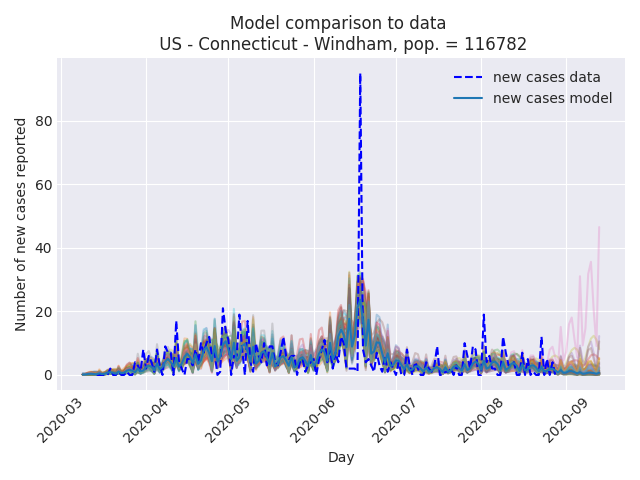 Model comparison to data
US - Connecticut - Windham, pop. = 116782
new cases data
new cases model
Number of new cases reported
80
60
40
20
0
2020-03
2020-04
2020-05
2020-06
2020-07
2020-08
2020-09
Day